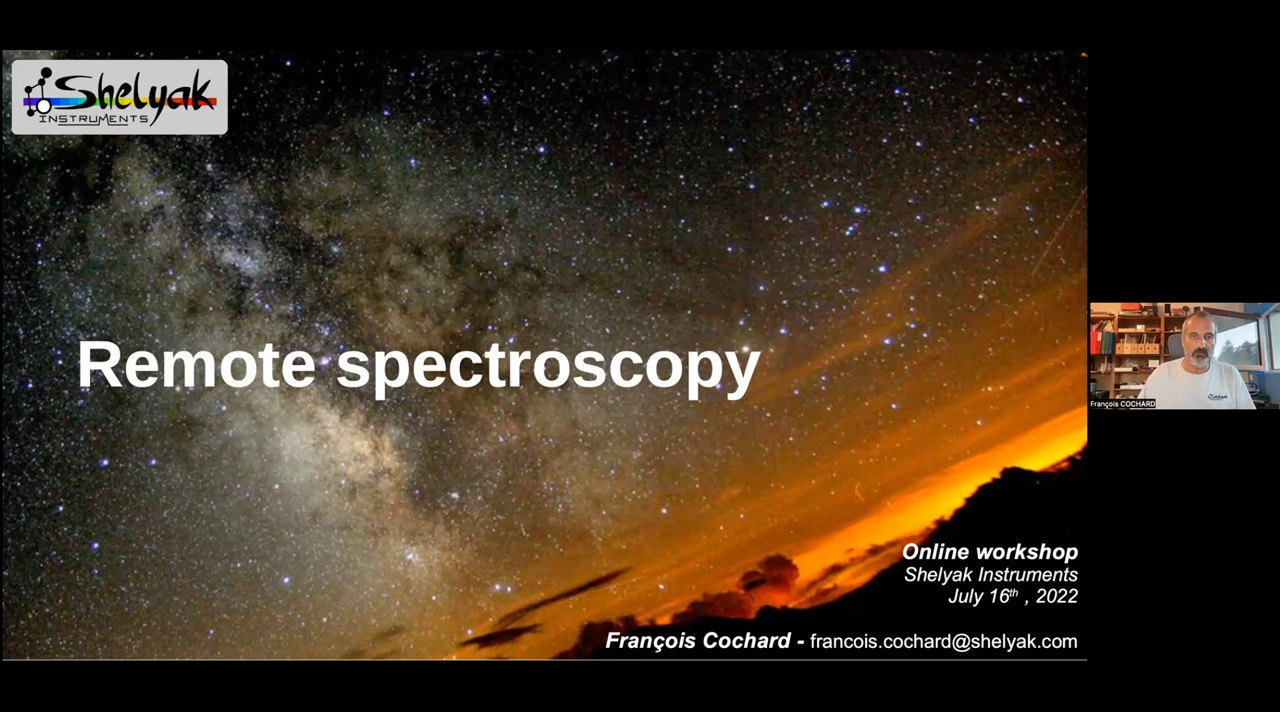 Shelyak
INSTRUMENTS
Remote spectroscopy
Online workshop
Shelyak Instruments
July 16th , 2022
François Cochard - francois.cochard@shelyak.com
François COCHARD